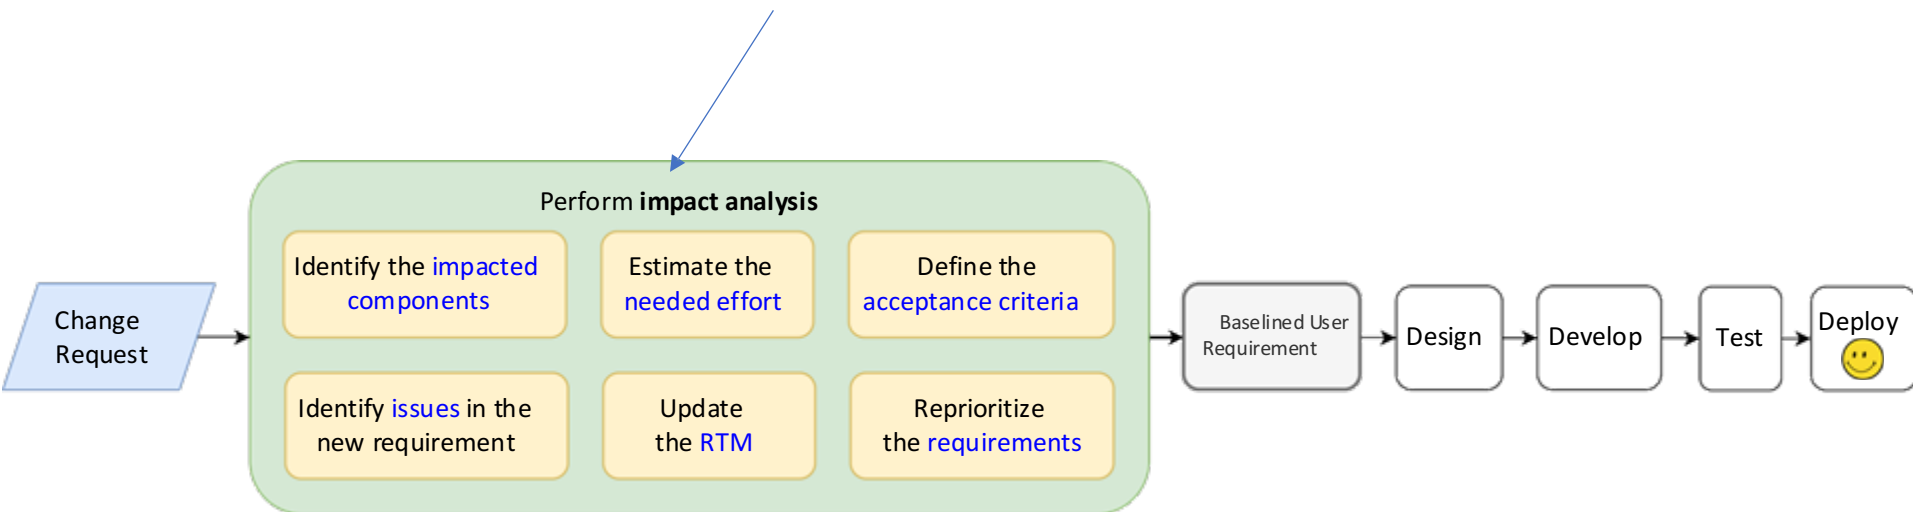 Perform impact analysis
Identify the impacted
components
Estimate the
needed effort
Define the
acceptance criteria
Identify issues in the
new requirement
Update
the RTM
Reprioritize
the requirements
Change
Request
Baselined User
Requirement
Design
Develop
Test
Deploy